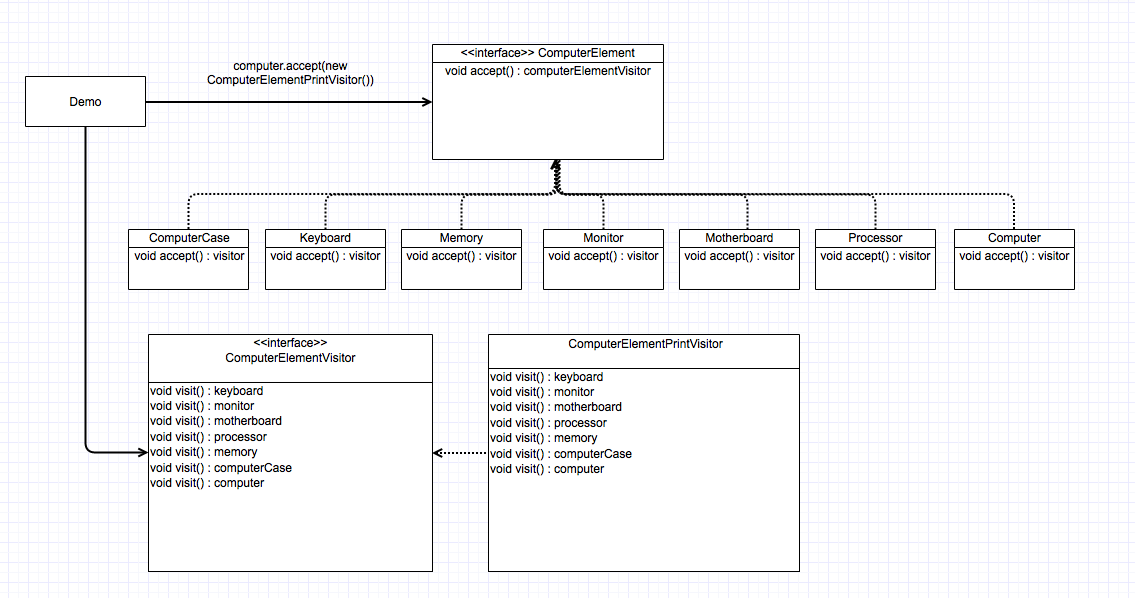 <<interface>> ComputerElement
void accept() : computerElementVisitor
computer.accept(new
ComputerElementPrintVisitor())
Demo
ComputerCase
void accept() : visitor
Keyboard
void accept() : visitor
Memory
void accept() : visitor
Monitor
void accept() : visitor
Motherboard
void accept() : visitor
Processor
void accept() : visitor
Computer
void accept() : visitor
<<interface>>
ComputerElementVisitor
void visit() : keyboard
void visit() : monitor
void visit() : motherboard
void visit() : processor
void visit() : memory
void visit() : computerCase
void visit() : computer
ComputerElementPrintVisitor
void visit() : keyboard
void visit() : monitor
void visit() : motherboard
void visit() : processor
void visit() : memory
void visit() : computerCase
void visit() : computer